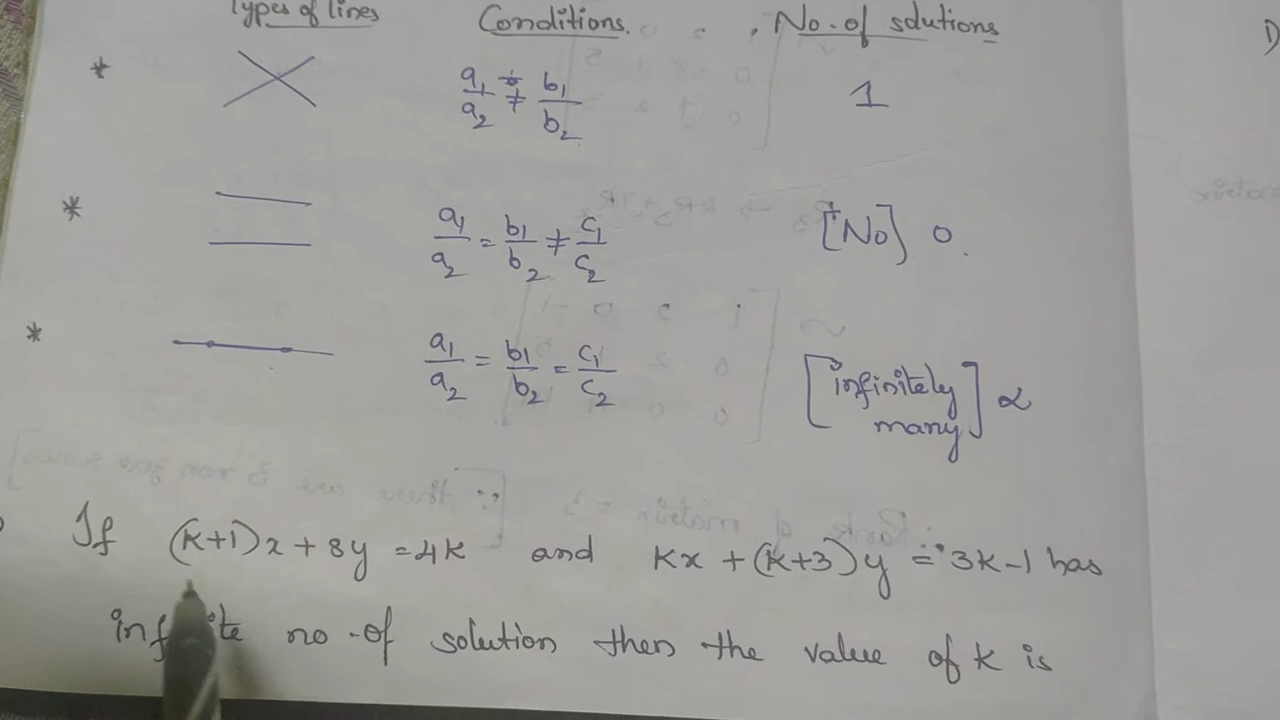 Types of lines Conditions. No. of solutions
* a1/a2 ≠ b1/b2 1
* a1/a2 = b1/b2 ≠ c1/c2 [No] 0.
* a1/a2 = b1/b2 = c1/c2 [infinitely many] ∝
If (k+1)x + 8y = 4k and kx + (k+3)y = 3k-1 has
no. of solution then the value of k is
1)